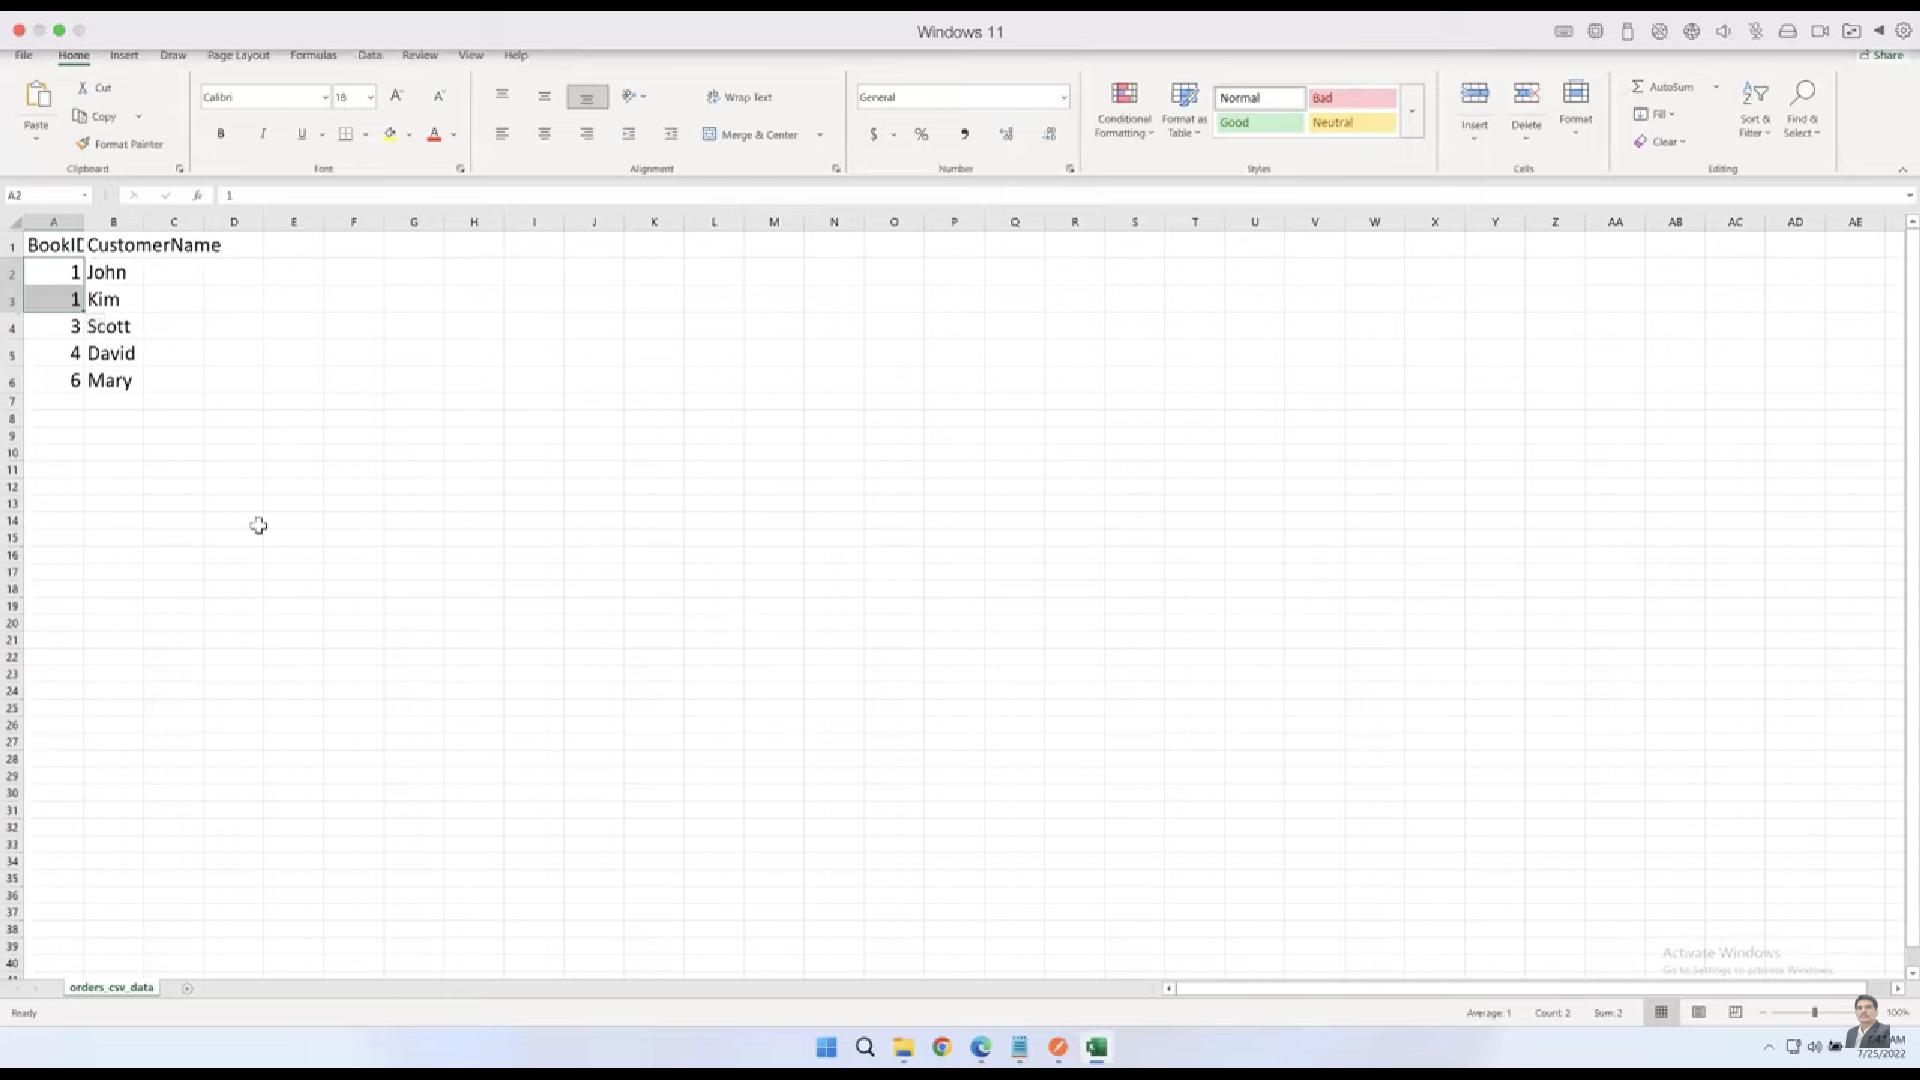 Windows 11
File Home Insert Draw Page Layout Formulas Data Review View Help Share
Paste
Cut
Copy
Format Painter
Clipboard
Calibri 18
B I U
Font
Wrap Text
Merge & Center
Alignment
General
$ %
Number
Conditional Formatting
Format as Table
Normal Bad
Good Neutral
Styles
Insert Delete Format
Cells
AutoSum
Fill
Clear
Sort & Filter
Find & Select
Editing
A2 fx 1
A B C D E F G H I J K L M N O P Q R S T U V W X Y Z AA AB AC AD AE
1 BookID CustomerName
2 1 John
3 1 Kim
4 3 Scott
5 4 David
6 6 Mary
7
8
9
10
11
12
13
14
15
16
17
18
19
20
21
22
23
24
25
26
27
28
29
30
31
32
33
34
35
36
37
38
39
40
Activate Windows
Go to Settings to activate Windows.
orders_csv_data
Ready Average: 1 Count: 2 Sum: 2 100%
AM
7/25/2022